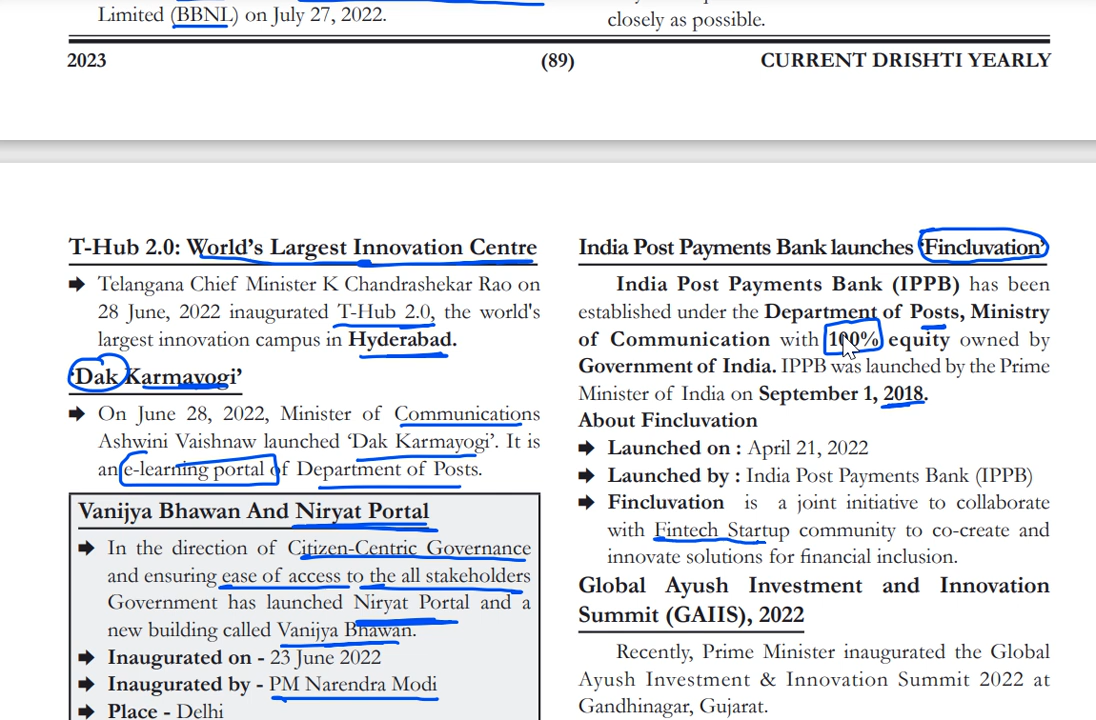 Limited (BBNL) on July 27, 2022.
closely as possible.
2023 (89) CURRENT DRISHTI YEARLY
T-Hub 2.0: World's Largest Innovation Centre
➡ Telangana Chief Minister K Chandrashekar Rao on
28 June, 2022 inaugurated T-Hub 2.0, the world's
largest innovation campus in Hyderabad.
'Dak Karmayogi'
➡ On June 28, 2022, Minister of Communications
Ashwini Vaishnaw launched 'Dak Karmayogi'. It is
an e-learning portal of Department of Posts.
Vanijya Bhawan And Niryat Portal
➡ In the direction of Citizen-Centric Governance
and ensuring ease of access to the all stakeholders
Government has launched Niryat Portal and a
new building called Vanijya Bhawan.
➡ Inaugurated on - 23 June 2022
➡ Inaugurated by - PM Narendra Modi
➡ Place - Delhi
India Post Payments Bank launches 'Fincluvation'
India Post Payments Bank (IPPB) has been
established under the Department of Posts, Ministry
of Communication with 100% equity owned by
Government of India. IPPB was launched by the Prime
Minister of India on September 1, 2018.
About Fincluvation
➡ Launched on : April 21, 2022
➡ Launched by : India Post Payments Bank (IPPB)
➡ Fincluvation is a joint initiative to collaborate
with Fintech Startup community to co-create and
innovate solutions for financial inclusion.
Global Ayush Investment and Innovation
Summit (GAIIS), 2022
Recently, Prime Minister inaugurated the Global
Ayush Investment & Innovation Summit 2022 at
Gandhinagar, Gujarat.